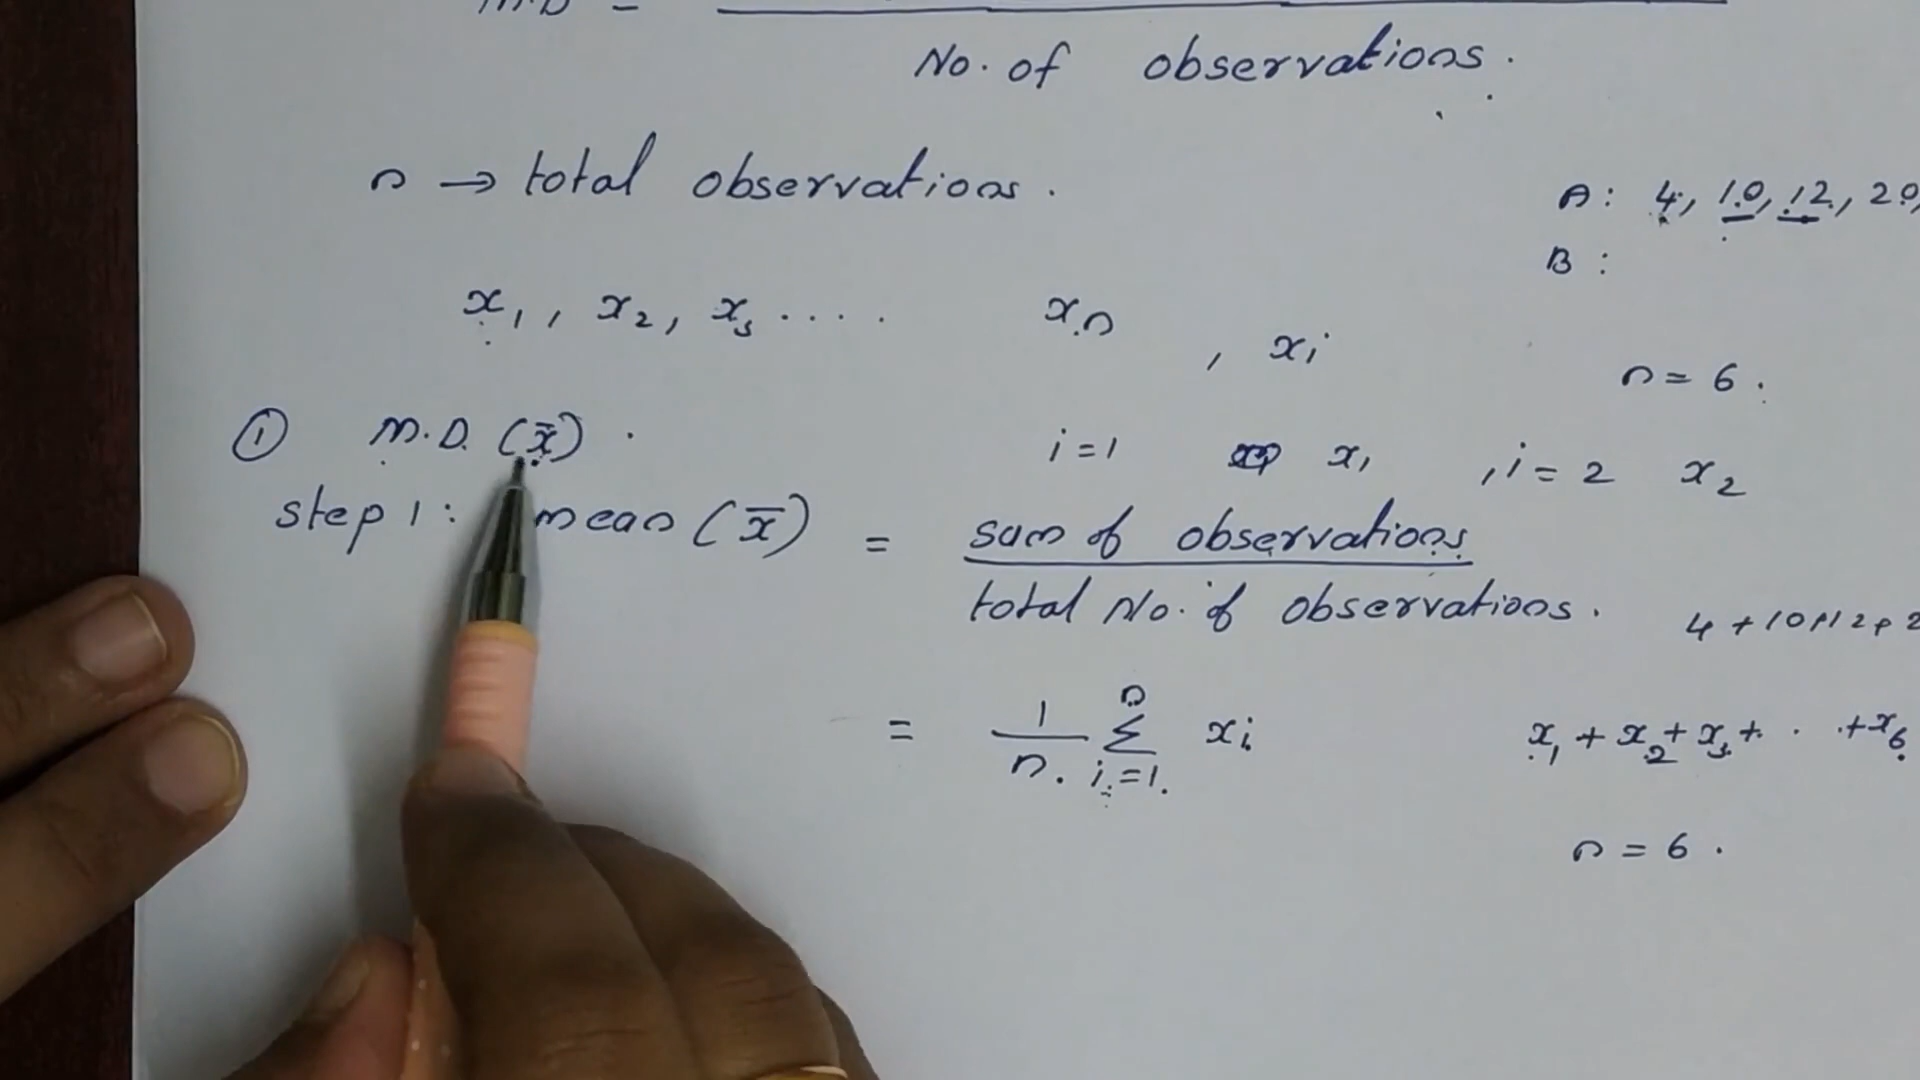 M.D =
No. of observations.
n → total observations.
A: 4, 10, 12, 20,
B :
x₁, x₂, x₃ .... xₙ , xᵢ
n = 6.
① M.D. (x̄).
i = 1 x₁ , i = 2 x₂
step 1: mean (x̄) = sum of observations
total No. of observations.
4 + 10 + 12 + 2
= 1/n. Σ i=1 n xᵢ
x₁ + x₂ + x₃ + . . + x₆
n = 6.